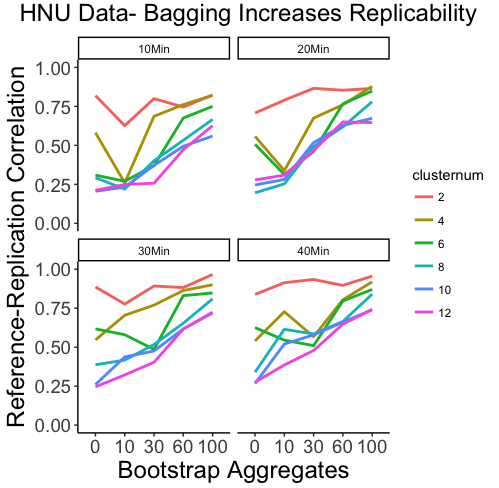 HNU Data- Bagging Increases Replicability
Reference-Replication Correlation
10Min
20Min
1.00
0.75
0.50
0.25
0.00
30Min
40Min
1.00
0.75
0.50
0.25
0.00
0 10 30 60 100
0 10 30 60 100
Bootstrap Aggregates
clusternum
2
4
6
8
10
12